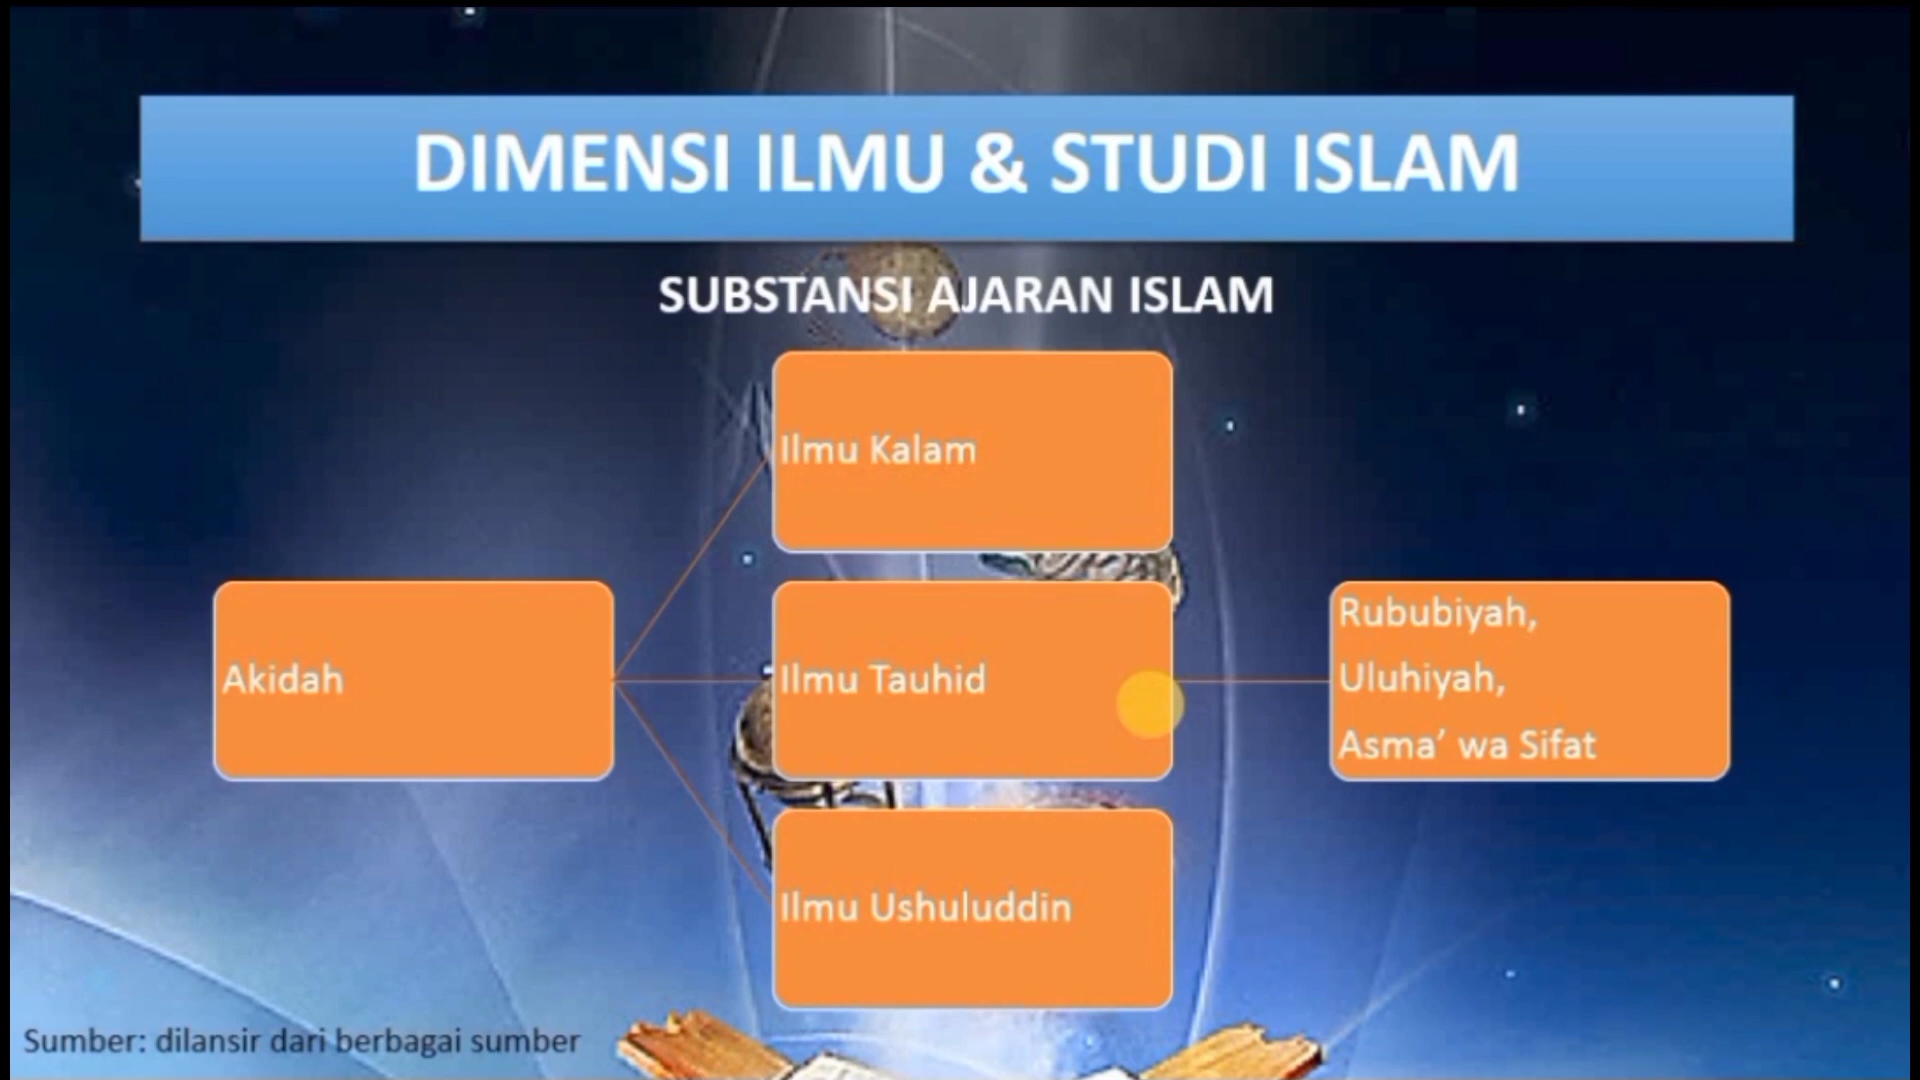 DIMENSI ILMU & STUDI ISLAM
SUBSTANSI AJARAN ISLAM
Ilmu Kalam
Akidah
Ilmu Tauhid
Rububiyah,
Uluhiyah,
Asma’ wa Sifat
Ilmu Ushuluddin
Sumber: dilansir dari berbagai sumber